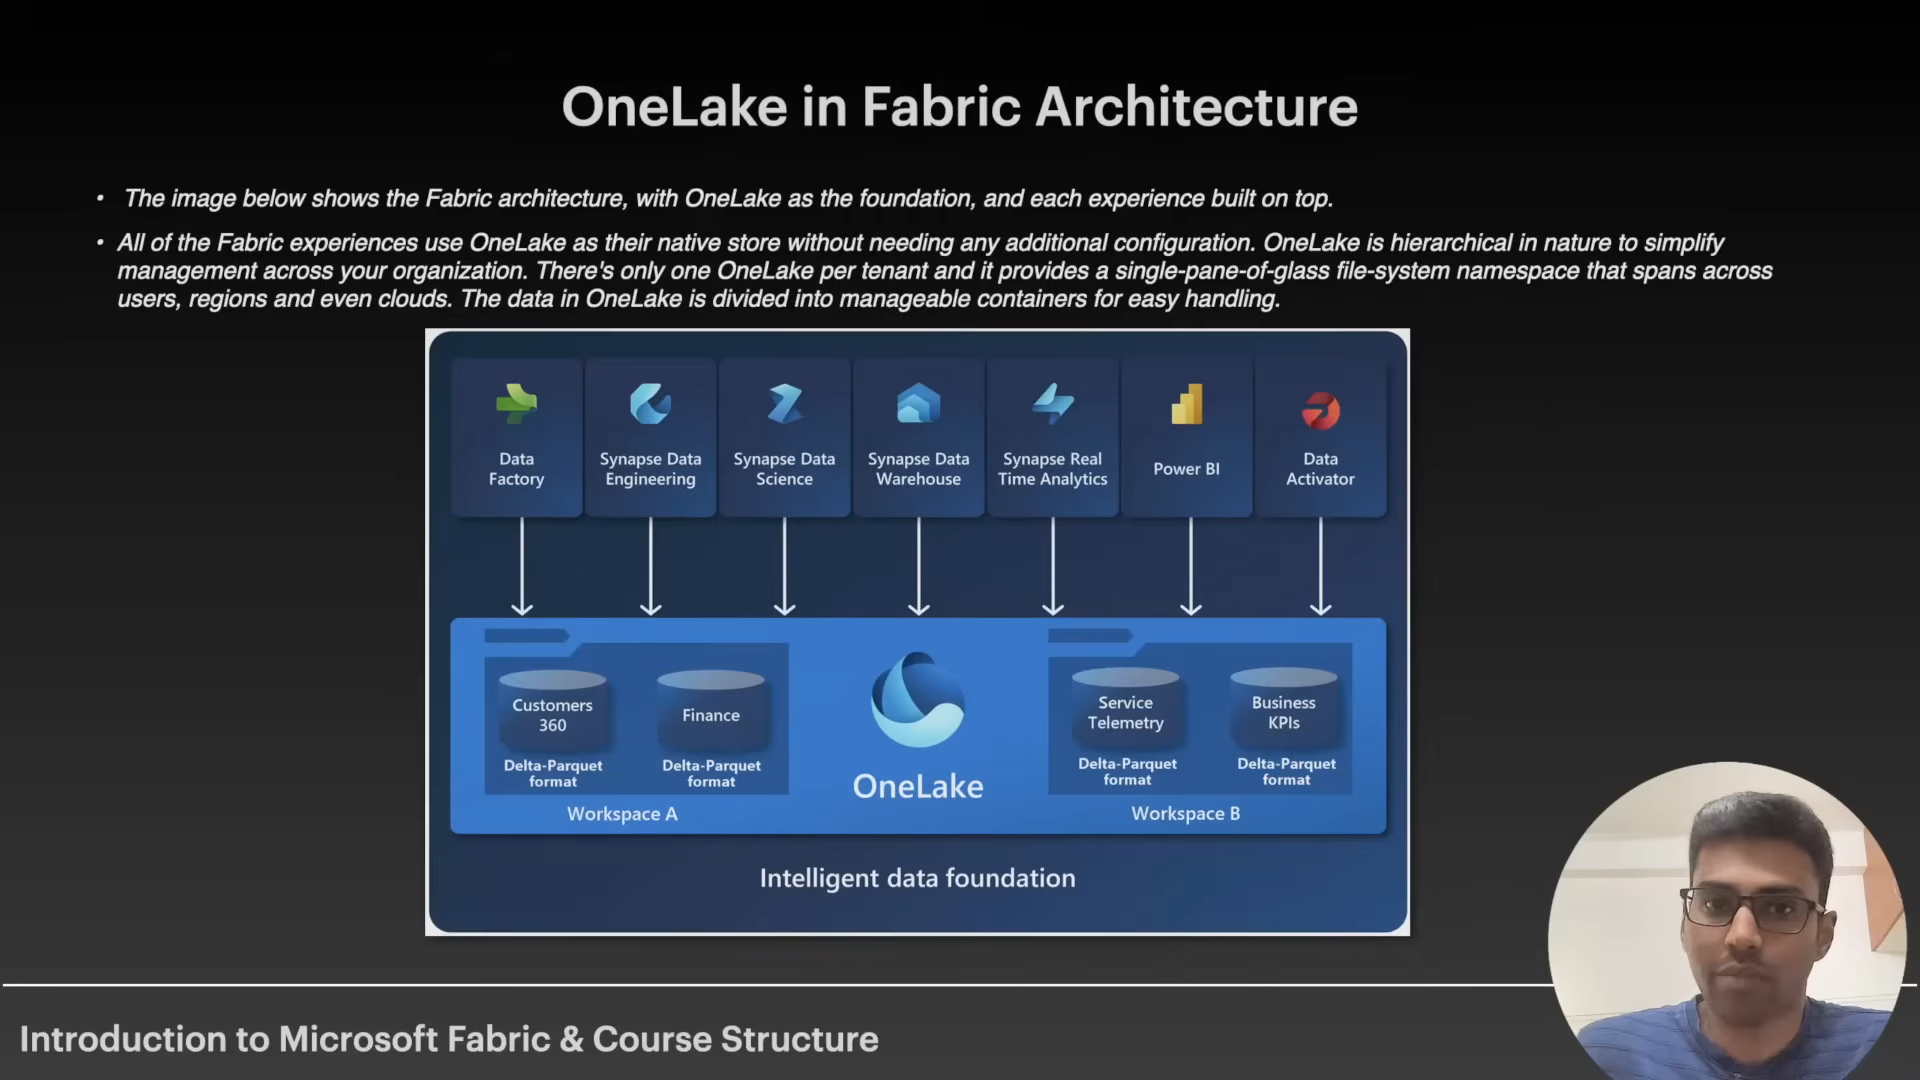 OneLake in Fabric Architecture
• The image below shows the Fabric architecture, with OneLake as the foundation, and each experience built on top.
• All of the Fabric experiences use OneLake as their native store without needing any additional configuration. OneLake is hierarchical in nature to simplify
management across your organization. There's only one OneLake per tenant and it provides a single-pane-of-glass file-system namespace that spans across
users, regions and even clouds. The data in OneLake is divided into manageable containers for easy handling.
Data
Factory
Synapse Data
Engineering
Synapse Data
Science
Synapse Data
Warehouse
Synapse Real
Time Analytics
Power BI
Data
Activator
Customers
360
Delta-Parquet
format
Finance
Delta-Parquet
format
Workspace A
OneLake
Service
Telemetry
Delta-Parquet
format
Business
KPIs
Delta-Parquet
format
Workspace B
Intelligent data foundation
Introduction to Microsoft Fabric & Course Structure